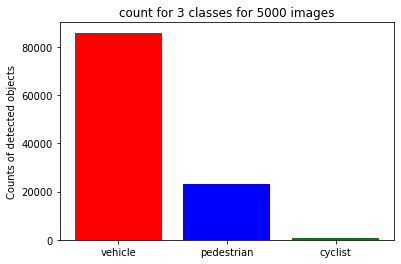 count for 3 classes for 5000 images
Counts of detected objects
80000
60000
40000
20000
0
vehicle pedestrian cyclist